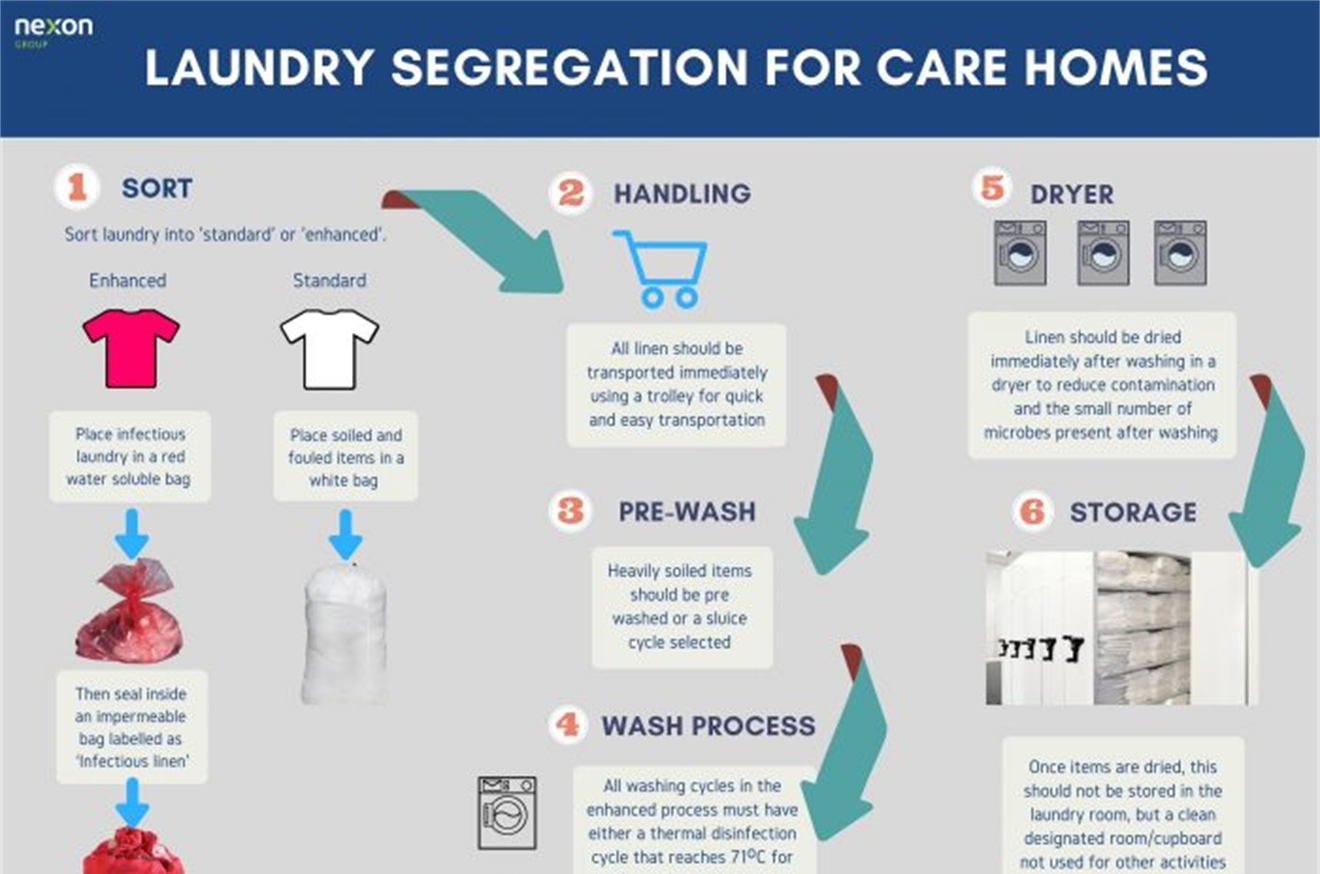 nexon
GROUP
LAUNDRY SEGREGATION FOR CARE HOMES
1 SORT
Sort laundry into 'standard' or 'enhanced'.
Enhanced
Standard
Place infectious
laundry in a red
water soluble bag
Place soiled and
fouled items in a
white bag
Then seal inside
an impermeable
bag labelled as
'Infectious linen'
2 HANDLING
All linen should be
transported immediately
using a trolley for quick
and easy transportation
3 PRE-WASH
Heavily soiled items
should be pre
washed or a sluice
cycle selected
4 WASH PROCESS
All washing cycles in the
enhanced process must have
either a thermal disinfection
cycle that reaches 71ºC for
5 DRYER
Linen should be dried
immediately after washing in a
dryer to reduce contamination
and the small number of
microbes present after washing
6 STORAGE
Once items are dried, this
should not be stored in the
laundry room, but a clean
designated room/cupboard
not used for other activities